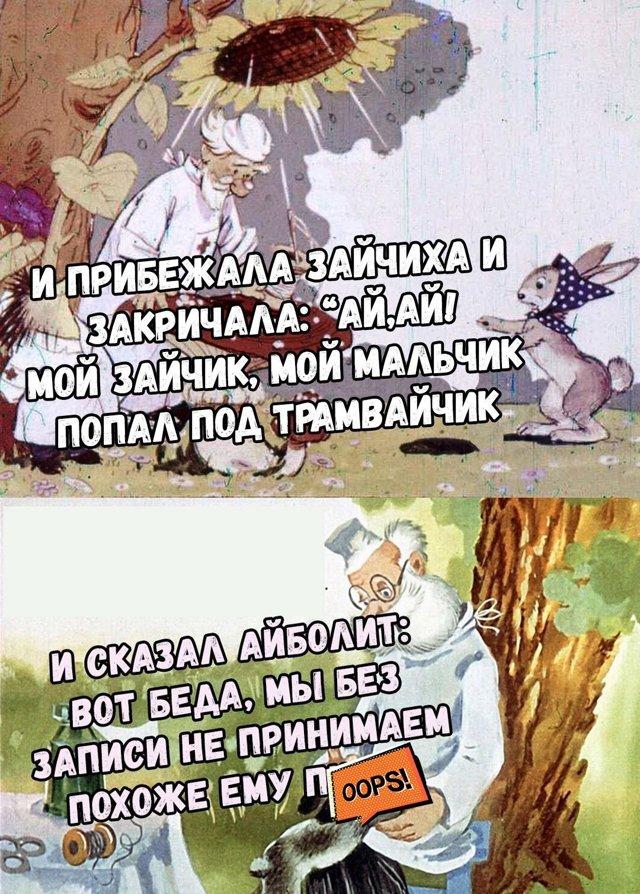 И ПРИБЕЖАЛА ЗАЙЧИХА И
ЗАКРИЧАЛА: “АЙ,АЙ!
МОЙ ЗАЙЧИК, МОЙ МАЛЬЧИК
ПОПАЛ ПОД ТРАМВАЙЧИК
И СКАЗАЛ АЙБОЛИТ:
ВОТ БЕДА, МЫ БЕЗ
ЗАПИСИ НЕ ПРИНИМАЕМ
ПОХОЖЕ ЕМУ П
OOPS!